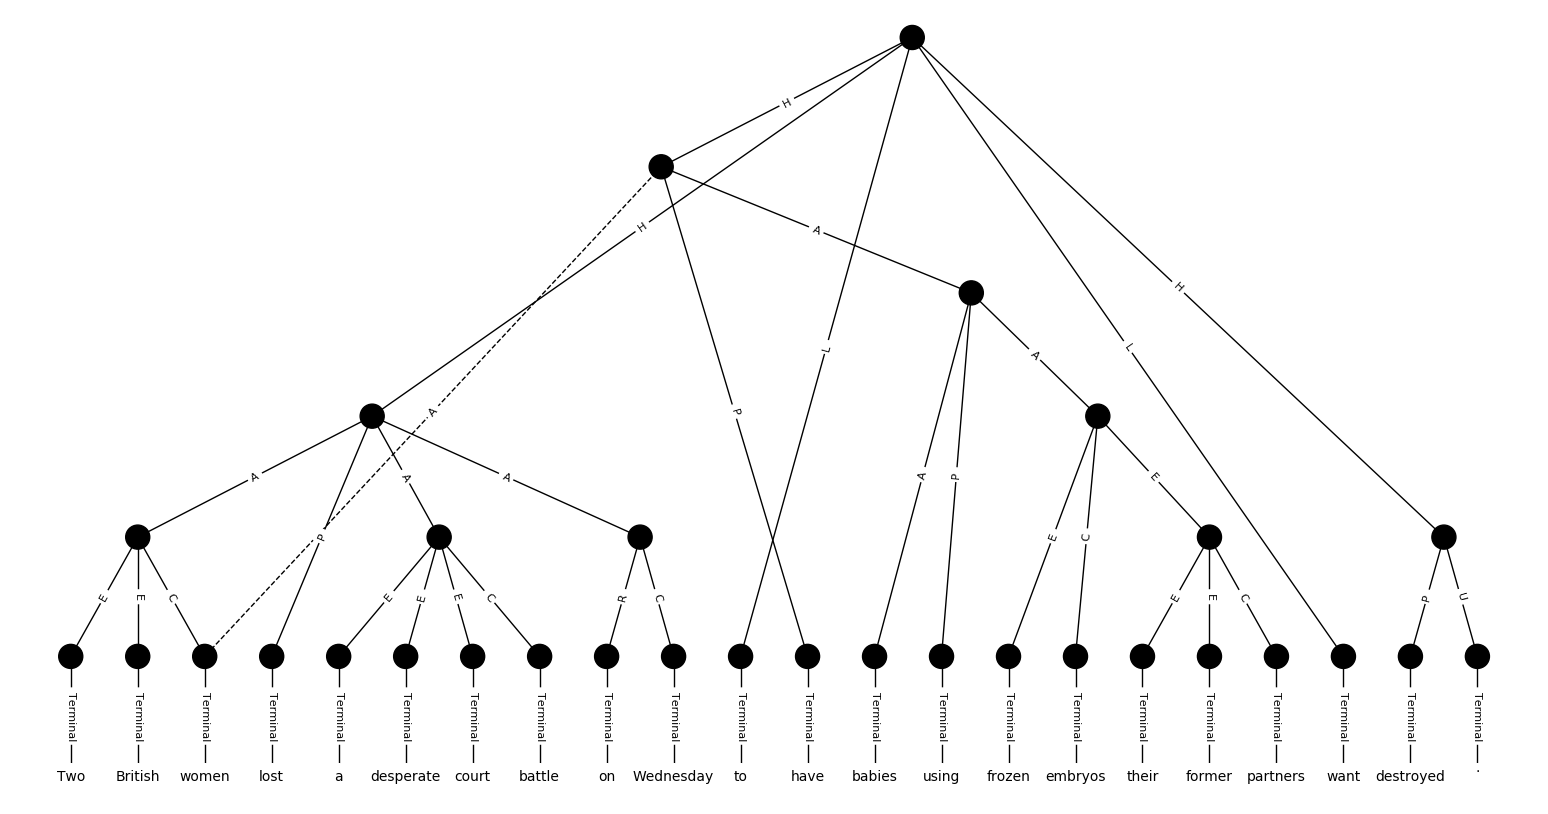 H
H
A
H
L
L
A
A
P
A
A
A
A
P
E
P
P
E
C
E
E
C
E
E
E
C
R
C
E
E
C
P
U
Terminal Terminal Terminal Terminal Terminal Terminal Terminal Terminal Terminal Terminal Terminal Terminal Terminal Terminal Terminal Terminal Terminal Terminal Terminal Terminal Terminal Terminal
Two British women lost a desperate court battle on Wednesday to have babies using frozen embryos their former partners want destroyed .